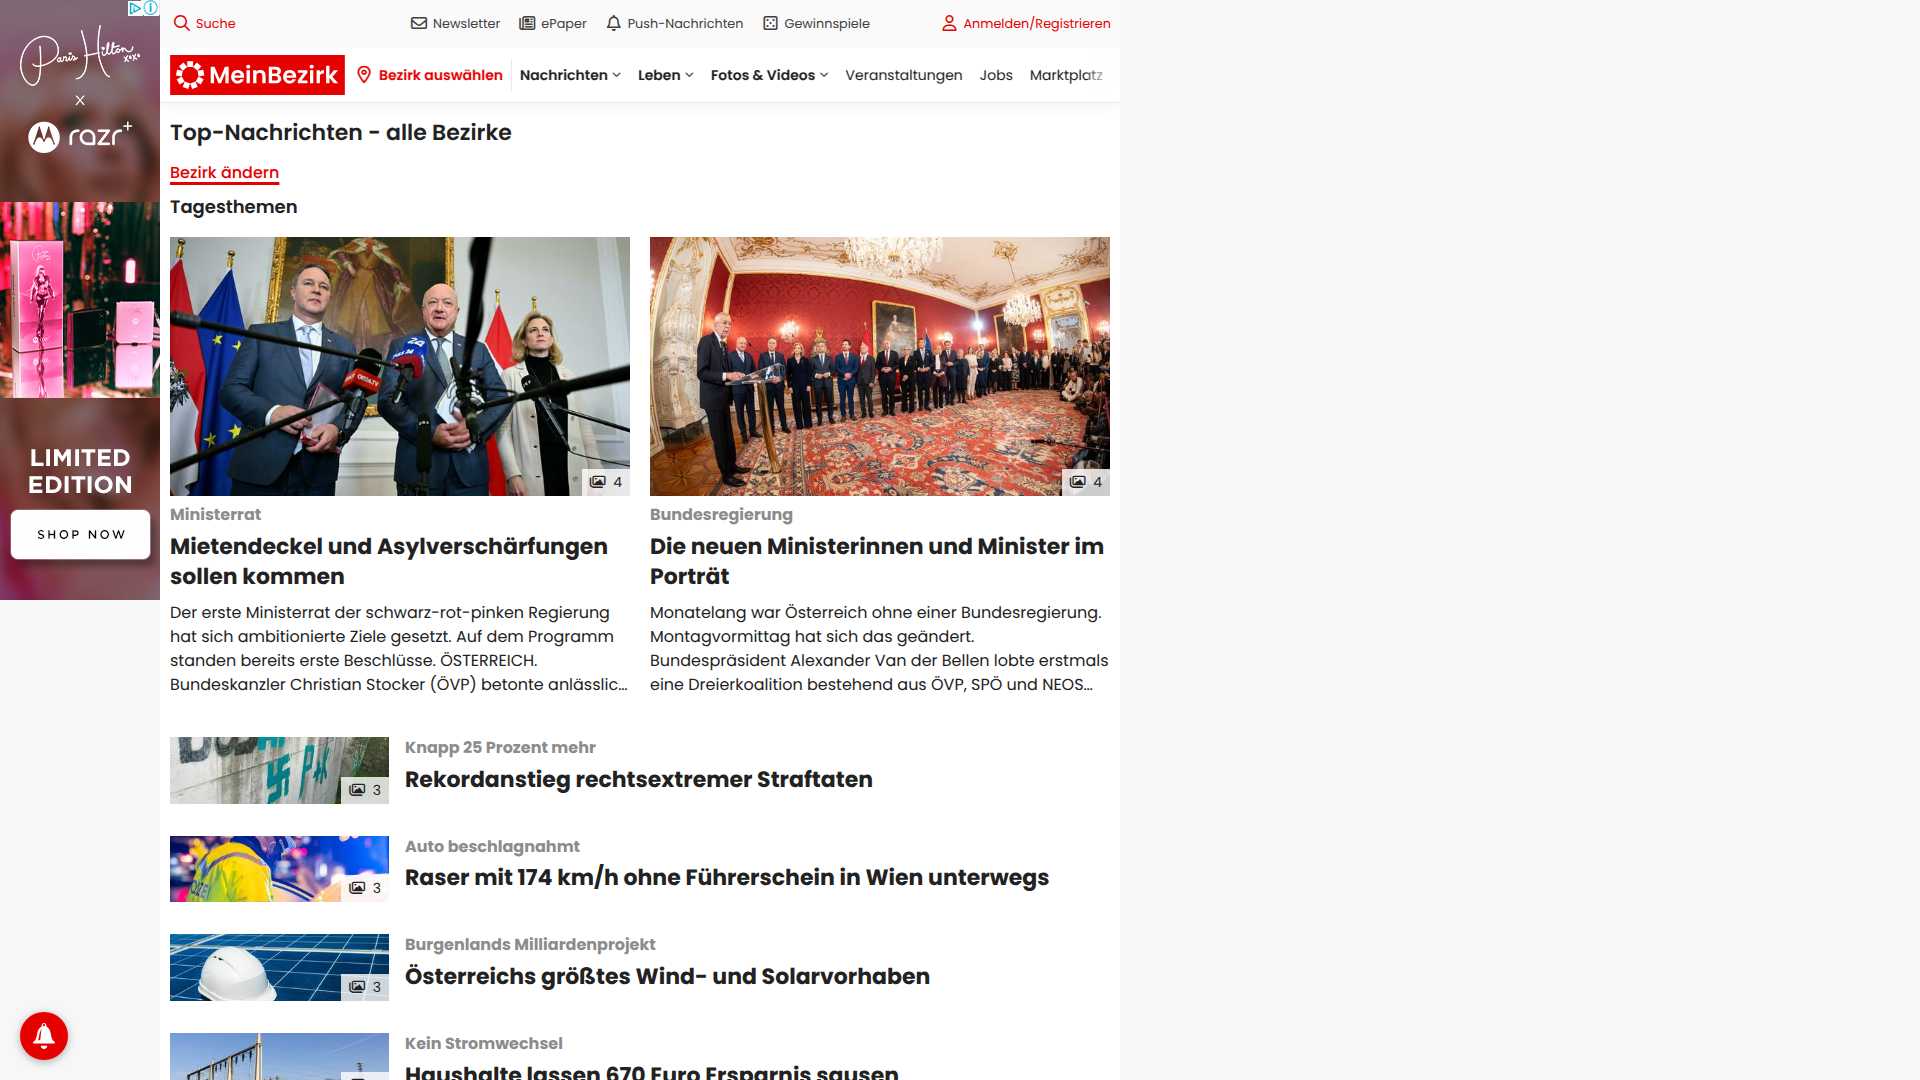 Suche
Newsletter
ePaper
Push-Nachrichten
Gewinnspiele
Anmelden/Registrieren
MeinBezirk
Bezirk auswählen
Nachrichten
Leben
Fotos & Videos
Veranstaltungen
Jobs
Marktplatz
Paris Hilton
xoxo
X
razr+
LIMITED
EDITION
SHOP NOW
Top-Nachrichten - alle Bezirke
Bezirk ändern
Tagesthemen
4
Ministerrat
Mietendeckel und Asylverschärfungen
sollen kommen
Der erste Ministerrat der schwarz-rot-pinken Regierung
hat sich ambitionierte Ziele gesetzt. Auf dem Programm
standen bereits erste Beschlüsse. ÖSTERREICH.
Bundeskanzler Christian Stocker (ÖVP) betonte anlässlic…
4
Bundesregierung
Die neuen Ministerinnen und Minister im
Porträt
Monatelang war Österreich ohne einer Bundesregierung.
Montagvormittag hat sich das geändert.
Bundespräsident Alexander Van der Bellen lobte erstmals
eine Dreierkoalition bestehend aus ÖVP, SPÖ und NEOS…
3
Knapp 25 Prozent mehr
Rekordanstieg rechtsextremer Straftaten
3
Auto beschlagnahmt
Raser mit 174 km/h ohne Führerschein in Wien unterwegs
3
Burgenlands Milliardenprojekt
Österreichs größtes Wind- und Solarvorhaben
Kein Stromwechsel
Haushalte lassen 670 Euro Ersparnis sausen